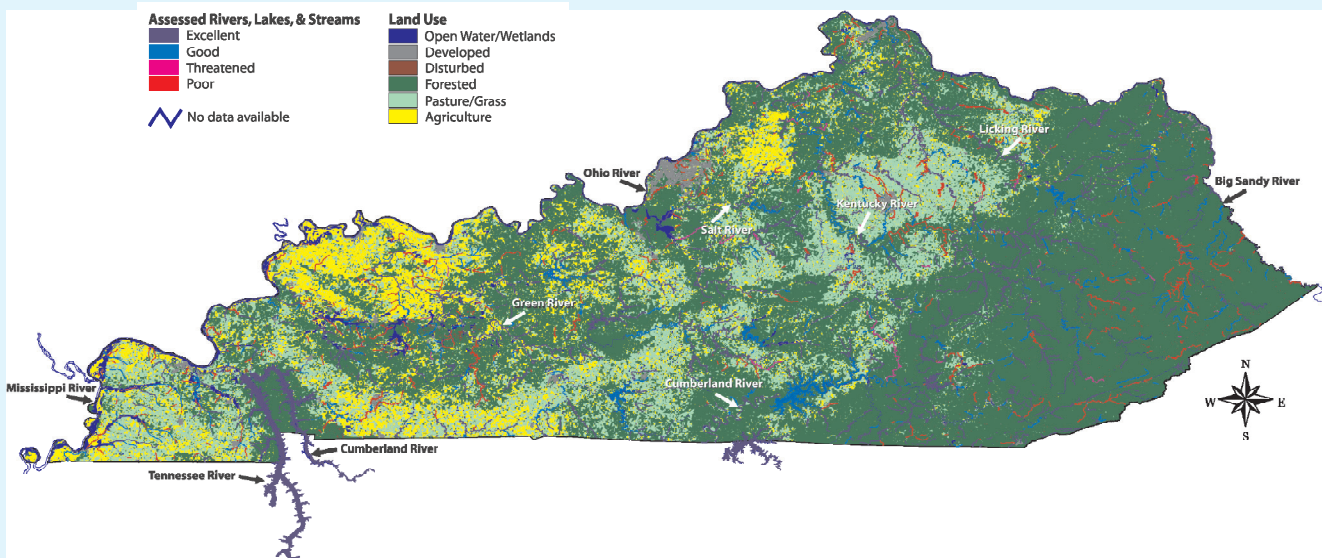 Assessed Rivers, Lakes, & Streams
Excellent
Good
Threatened
Poor
No data available
Land Use
Open Water/Wetlands
Developed
Disturbed
Forested
Pasture/Grass
Agriculture
Licking River
Ohio River
Big Sandy River
Kentucky River
Salt River
Green River
Mississippi River
Cumberland River
Cumberland River
Tennessee River
N
W E
S